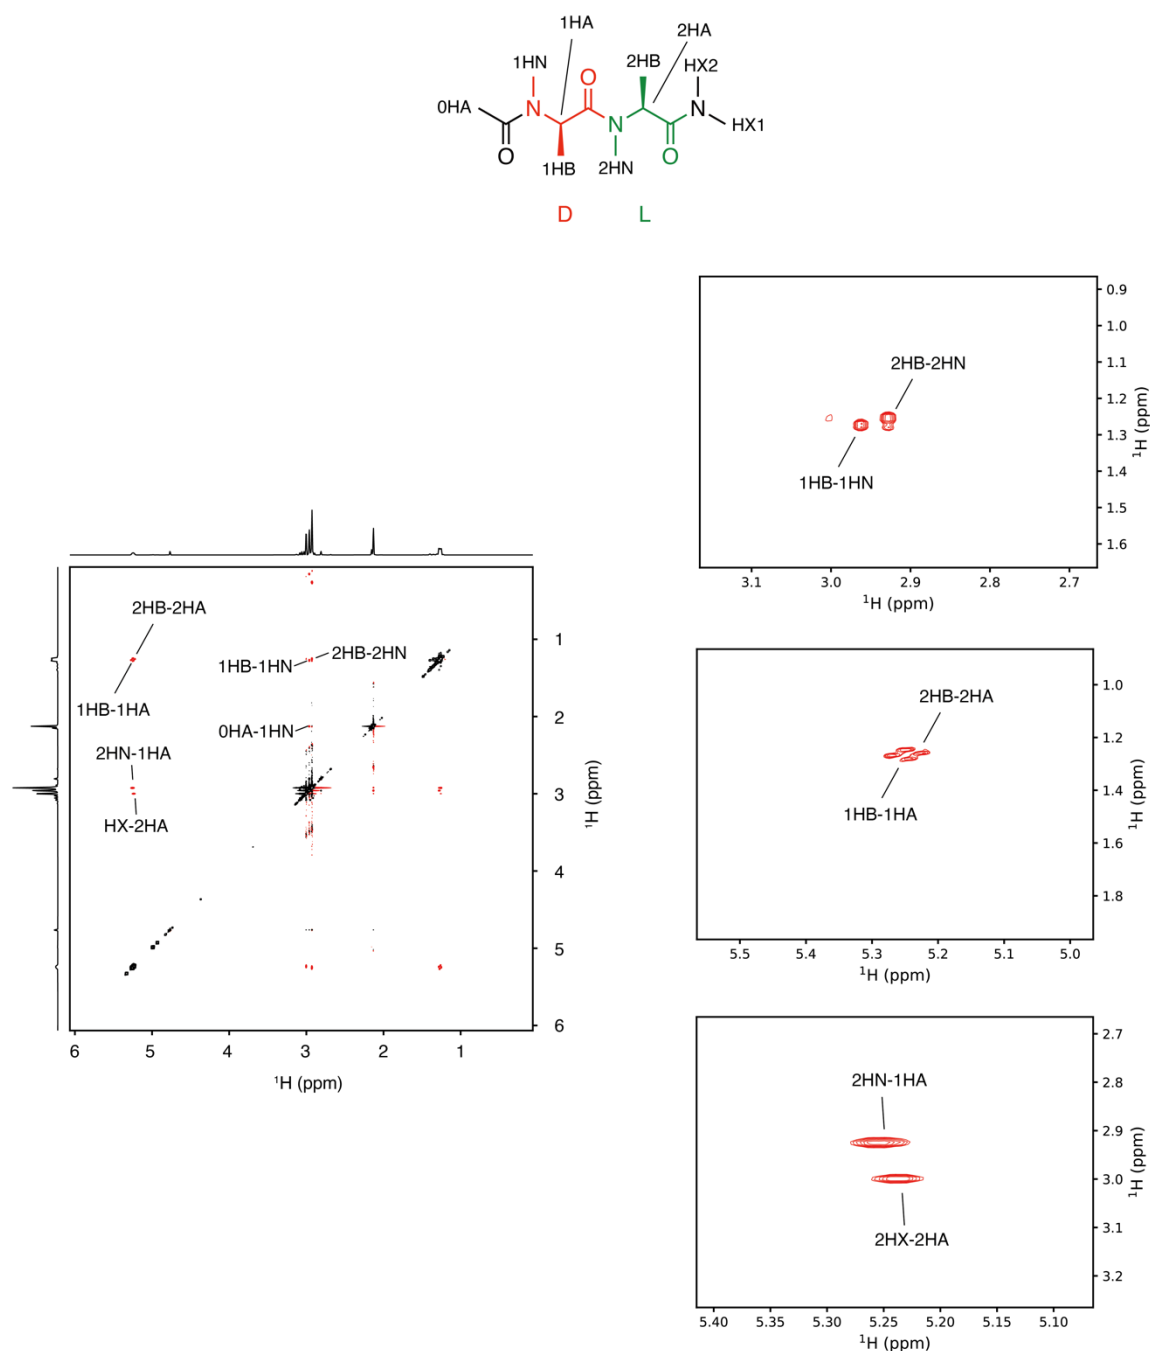 1HA
2HA
1HN
2HB
HX2
O
0HA
N
N
N
HX1
O
1HB
2HN
O
D
L
0.9
1.0
1.1
1.2
1.3
1.4
1.5
1.6
¹H (ppm)
2HB-2HN
1HB-1HN
3.1 3.0 2.9 2.8 2.7
¹H (ppm)
2HB-2HA
1HB-1HN
2HB-2HN
1HB-1HA
0HA-1HN
2HN-1HA
HX-2HA
1
2
3
4
5
6
¹H (ppm)
6 5 4 3 2 1
¹H (ppm)
1.0
1.2
1.4
1.6
1.8
¹H (ppm)
2HB-2HA
1HB-1HA
5.5 5.4 5.3 5.2 5.1 5.0
¹H (ppm)
2.7
2.8
2.9
3.0
3.1
3.2
¹H (ppm)
2HN-1HA
2HX-2HA
5.40 5.35 5.30 5.25 5.20 5.15 5.10
¹H (ppm)